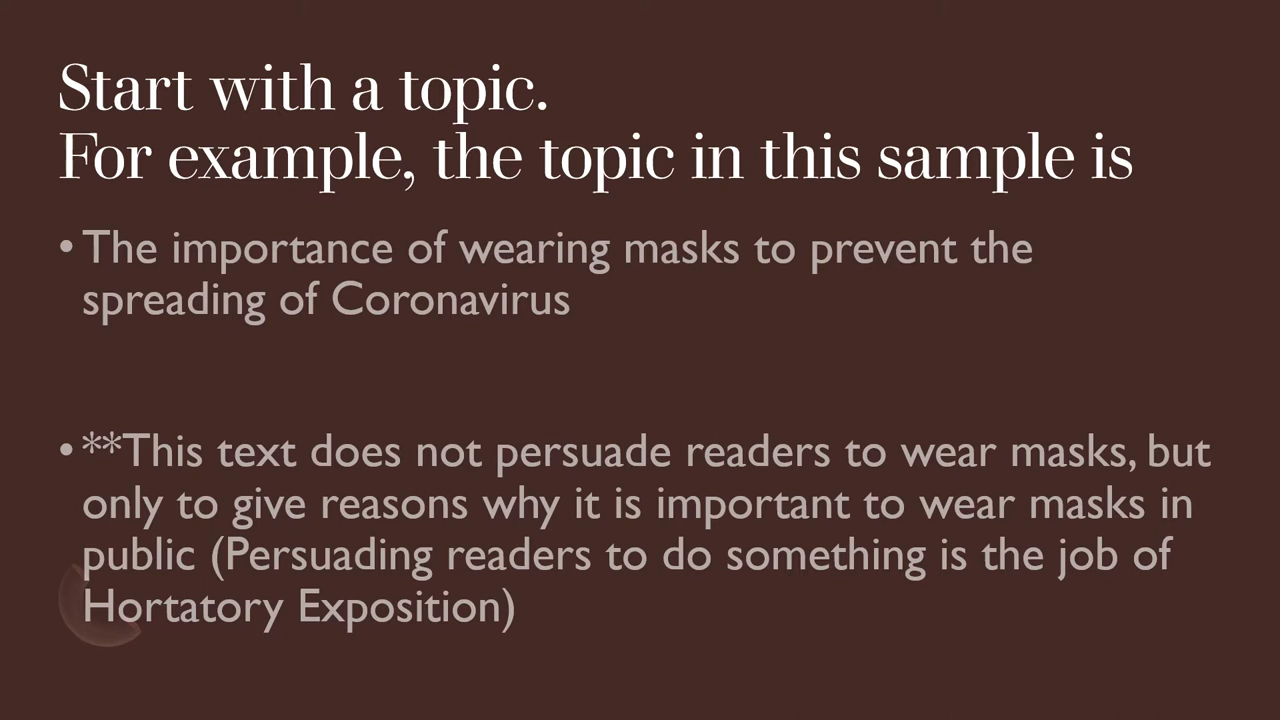 Start with a topic.
For example, the topic in this sample is
• The importance of wearing masks to prevent the
spreading of Coronavirus
• **This text does not persuade readers to wear masks, but
only to give reasons why it is important to wear masks in
public (Persuading readers to do something is the job of
Hortatory Exposition)